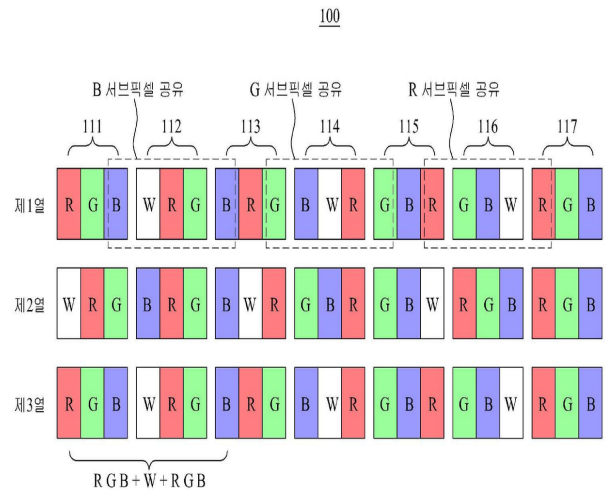 100
B 서브픽셀 공유 G 서브픽셀 공유 R 서브픽셀 공유
111 112 113 114 115 116 117
제1열 R G B W R G B R G B W R G B R G B W R G B
제2열 W R G B R G B W R G B R G B W R G B R G B
제3열 R G B W R G B R G B W R G B R G B W R G B
R G B + W + R G B